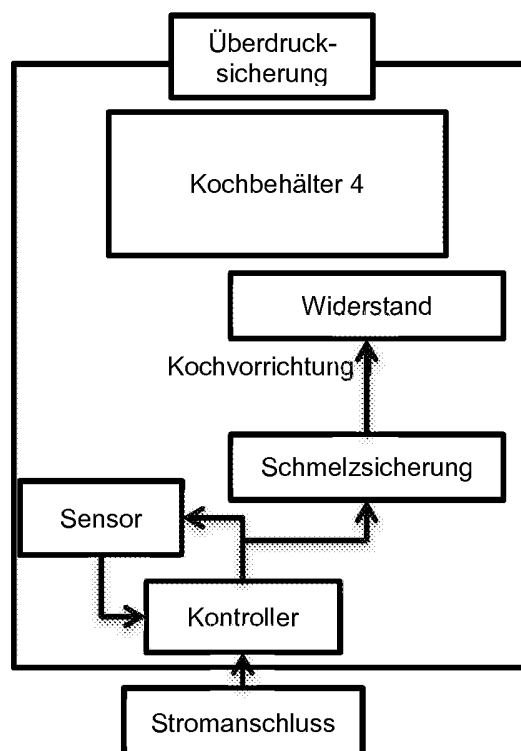 Überdruck-
sicherung
Kochbehälter 4
Widerstand
Kochvorrichtung
Schmelzsicherung
Sensor
Kontroller
Stromanschluss